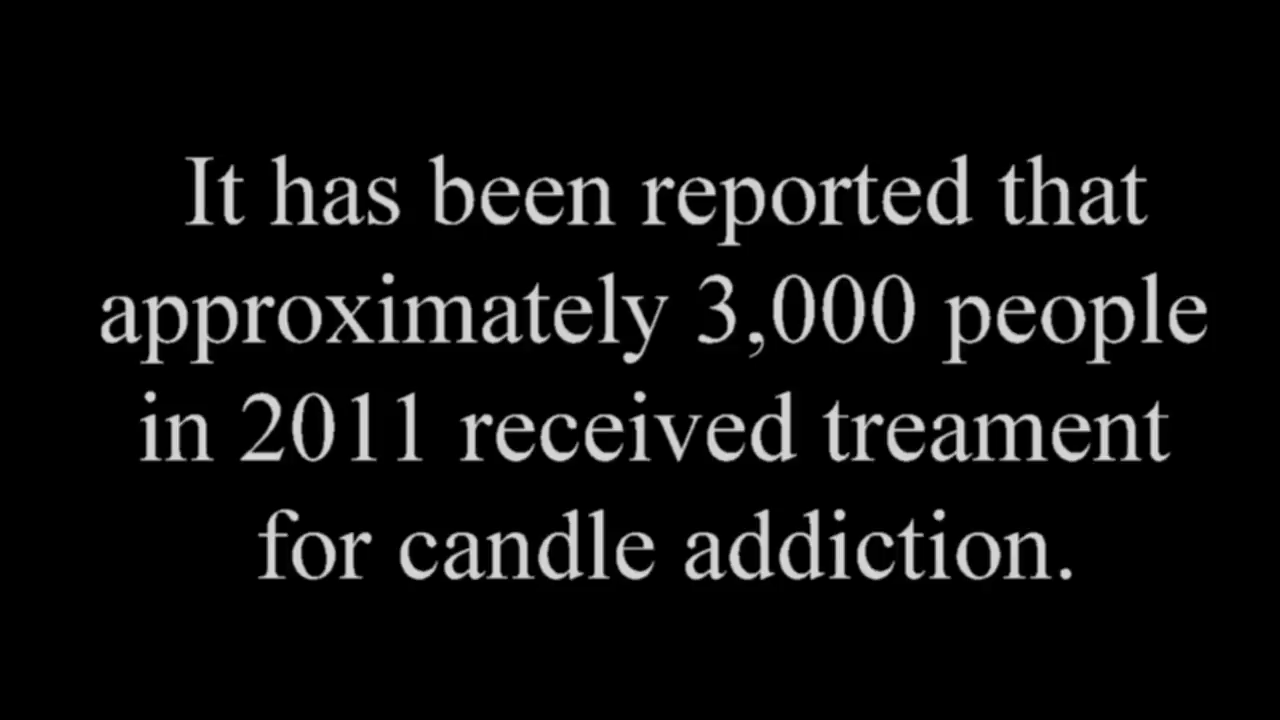 It has been reported that
approximately 3,000 people
in 2011 received treament
for candle addiction.